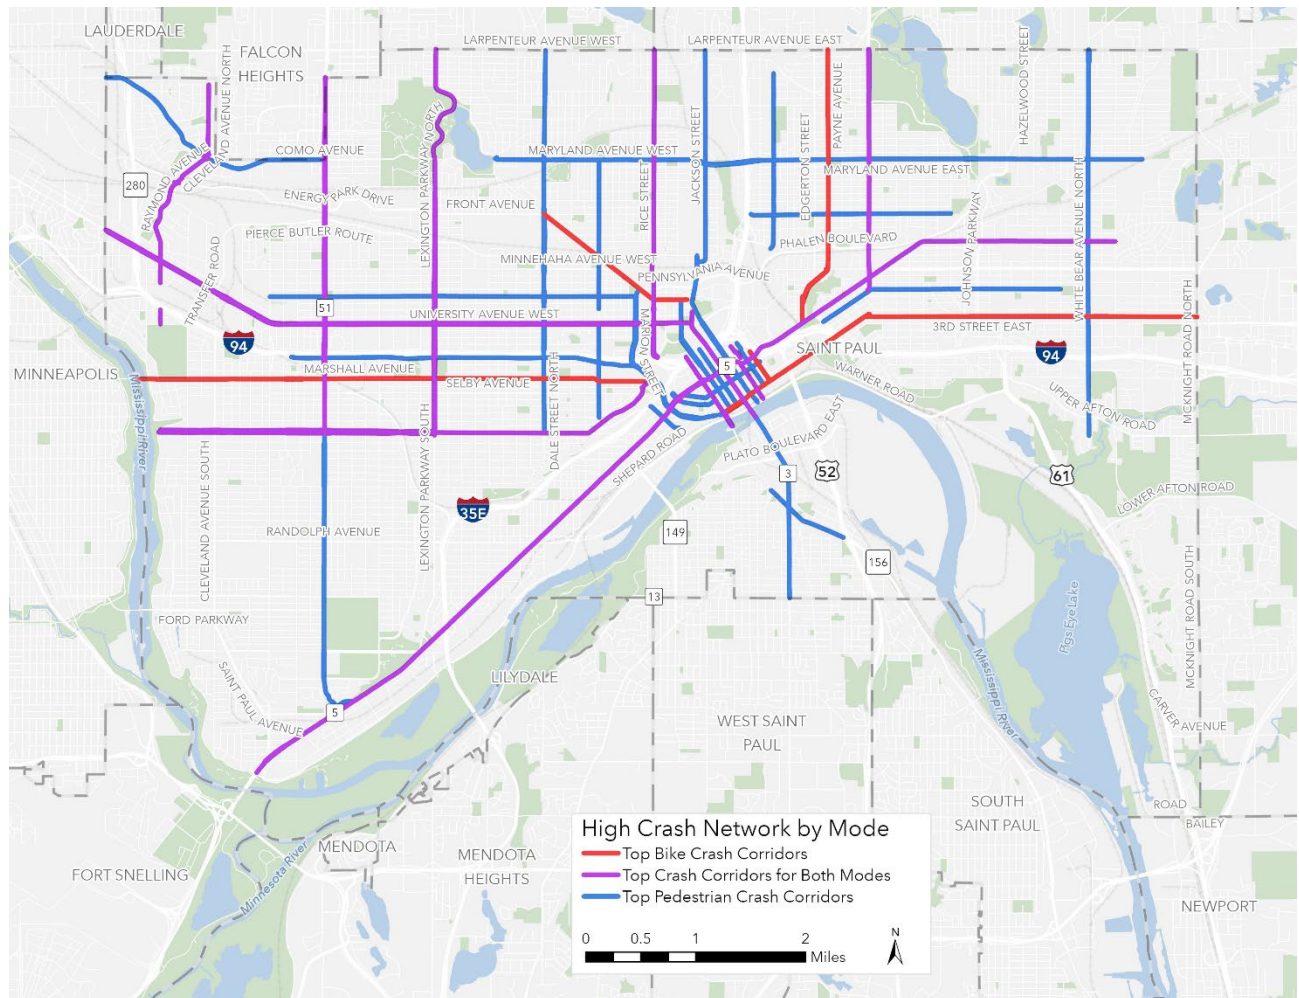 LAUDERDALE
FALCON
HEIGHTS
LARPENTEUR AVENUE WEST
LARPENTEUR AVENUE EAST
CLEVELAND AVENUE NORTH
LEXINGTON PARKWAY NORTH
JACKSON STREET
EDGERTON STREET
PAYNE AVENUE
HAZELWOOD STREET
COMO AVENUE
MARYLAND AVENUE WEST
MARYLAND AVENUE EAST
280
RAYMOND AVENUE
ENERGY PARK DRIVE
FRONT AVENUE
RICE STREET
PIERCE BUTLER ROUTE
PHALEN BOULEVARD
JOHNSON PARKWAY
WHITE BEAR AVENUE NORTH
MINNEHAHA AVENUE WEST
PENNSYLVANIA AVENUE
TRANSFER ROAD
51
UNIVERSITY AVENUE WEST
MARION STREET
3RD STREET EAST
MCKNIGHT ROAD NORTH
94
SAINT PAUL
94
MINNEAPOLIS
MARSHALL AVENUE
SELBY AVENUE
5
WARNER ROAD
UPPER AFTON ROAD
Mississippi River
DALE STREET NORTH
CLEVELAND AVENUE SOUTH
LEXINGTON PARKWAY SOUTH
SHEPARD ROAD
PLATO BOULEVARD EAST
3
52
61
LOWER AFTON ROAD
35E
RANDOLPH AVENUE
149
156
13
FORD PARKWAY
Pigs Eye Lake
MCKNIGHT ROAD SOUTH
SAINT PAUL AVENUE
LILYDALE
Mississippi River
CARVER AVENUE
5
WEST SAINT
PAUL
SOUTH
SAINT PAUL
ROAD
BAILEY
MENDOTA
MENDOTA
HEIGHTS
FORT SNELLING
Minnesota River
NEWPORT
High Crash Network by Mode
Top Bike Crash Corridors
Top Crash Corridors for Both Modes
Top Pedestrian Crash Corridors
0 0.5 1 2
Miles
N